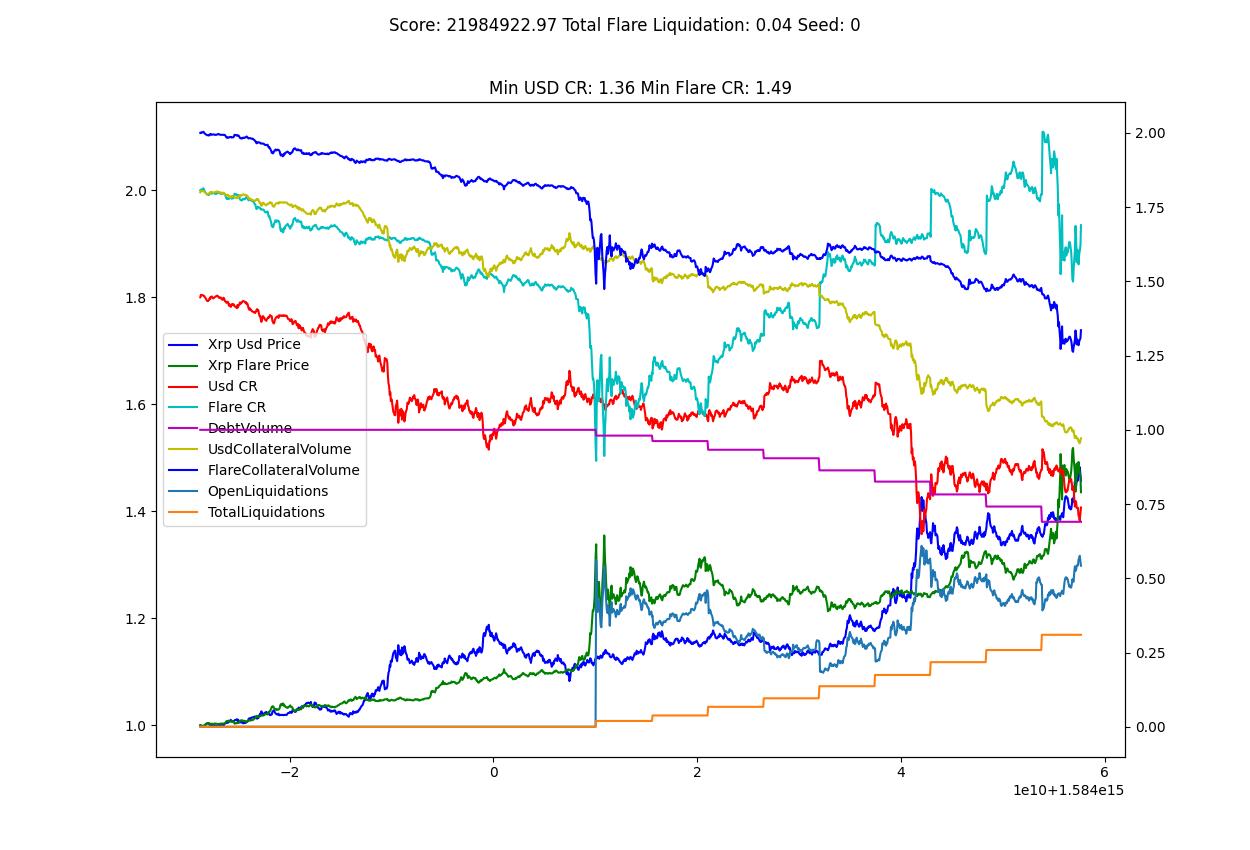 Score: 21984922.97 Total Flare Liquidation: 0.04 Seed: 0
Min USD CR: 1.36 Min Flare CR: 1.49
2.0
1.8
1.6
1.4
1.2
1.0
Xrp Usd Price
Xrp Flare Price
Usd CR
Flare CR
DebtVolume
UsdCollateralVolume
FlareCollateralVolume
OpenLiquidations
TotalLiquidations
2.00
1.75
1.50
1.25
1.00
0.75
0.50
0.25
0.00
−2 0 2 4 6
1e10+1.584e15